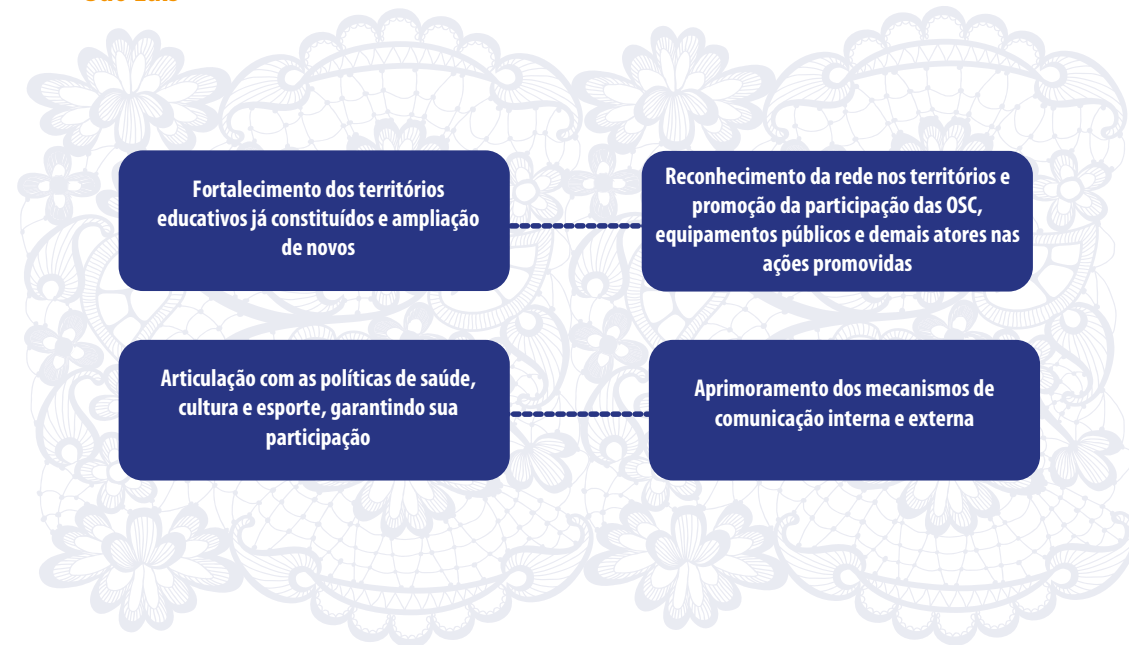 São Luís
Fortalecimento dos territórios
educativos já constituídos e ampliação
de novos
Reconhecimento da rede nos territórios e
promoção da participação das OSC,
equipamentos públicos e demais atores nas
ações promovidas
Articulação com as políticas de saúde,
cultura e esporte, garantindo sua
participação
Aprimoramento dos mecanismos de
comunicação interna e externa